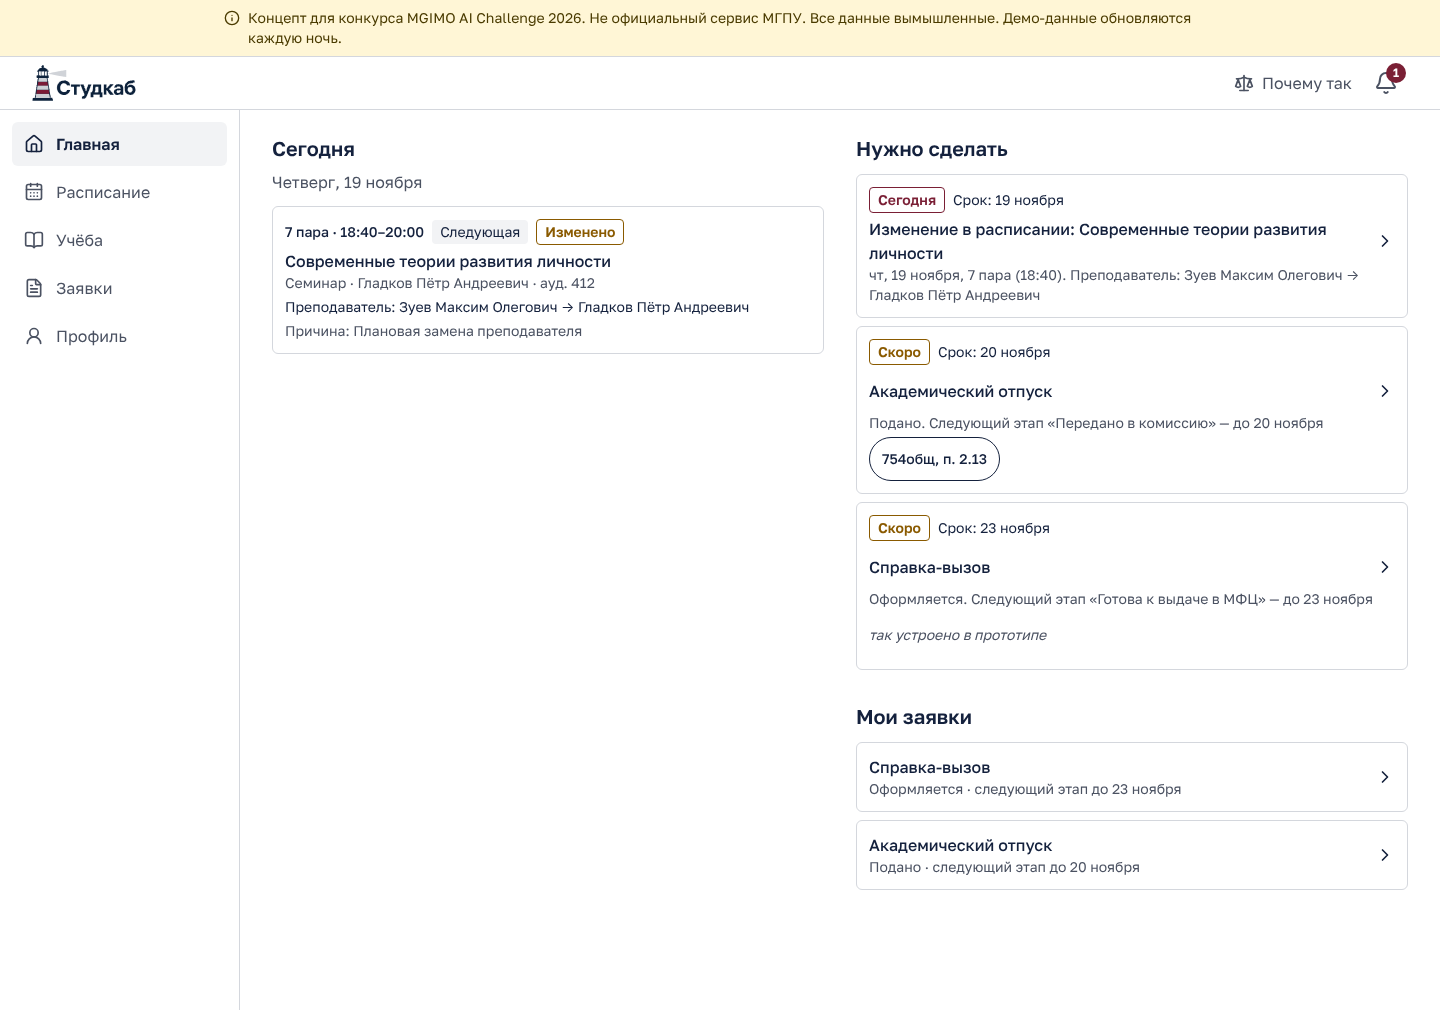 Концепт для конкурса MGIMO AI Challenge 2026. Не официальный сервис МГПУ. Все данные вымышленные. Демо-данные обновляются
каждую ночь.
Студкаб
Почему так
1
Главная
Расписание
Учёба
Заявки
Профиль
Сегодня
Четверг, 19 ноября
7 пара · 18:40–20:00 Следующая Изменено
Современные теории развития личности
Семинар · Гладков Пётр Андреевич · ауд. 412
Преподаватель: Зуев Максим Олегович → Гладков Пётр Андреевич
Причина: Плановая замена преподавателя
Нужно сделать
Сегодня Срок: 19 ноября
Изменение в расписании: Современные теории развития
личности
чт, 19 ноября, 7 пара (18:40). Преподаватель: Зуев Максим Олегович →
Гладков Пётр Андреевич
Скоро Срок: 20 ноября
Академический отпуск
Подано. Следующий этап «Передано в комиссию» — до 20 ноября
754общ, п. 2.13
Скоро Срок: 23 ноября
Справка-вызов
Оформляется. Следующий этап «Готова к выдаче в МФЦ» — до 23 ноября
так устроено в прототипе
Мои заявки
Справка-вызов
Оформляется · следующий этап до 23 ноября
Академический отпуск
Подано · следующий этап до 20 ноября